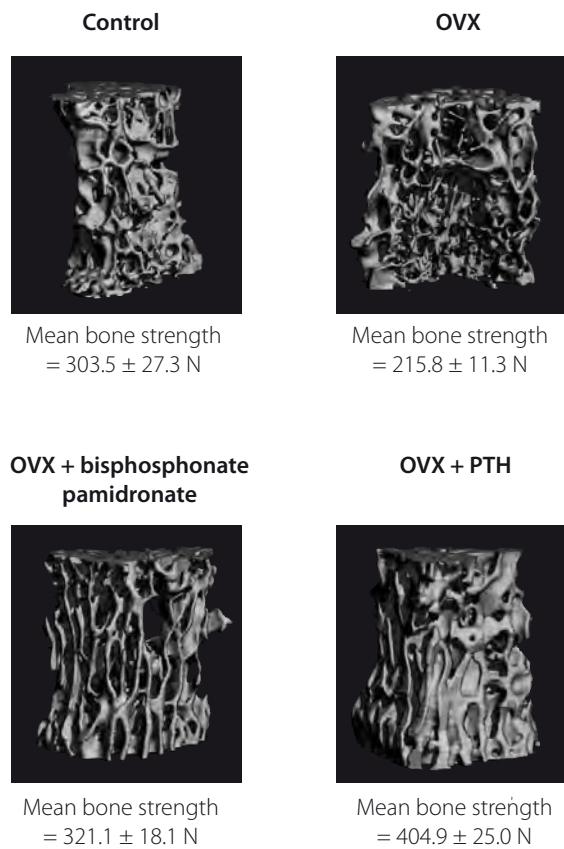 Control
OVX
Mean bone strength
= 303.5 ± 27.3 N
Mean bone strength
= 215.8 ± 11.3 N
OVX + bisphosphonate
pamidronate
OVX + PTH
Mean bone strength
= 321.1 ± 18.1 N
Mean bone strength
= 404.9 ± 25.0 N